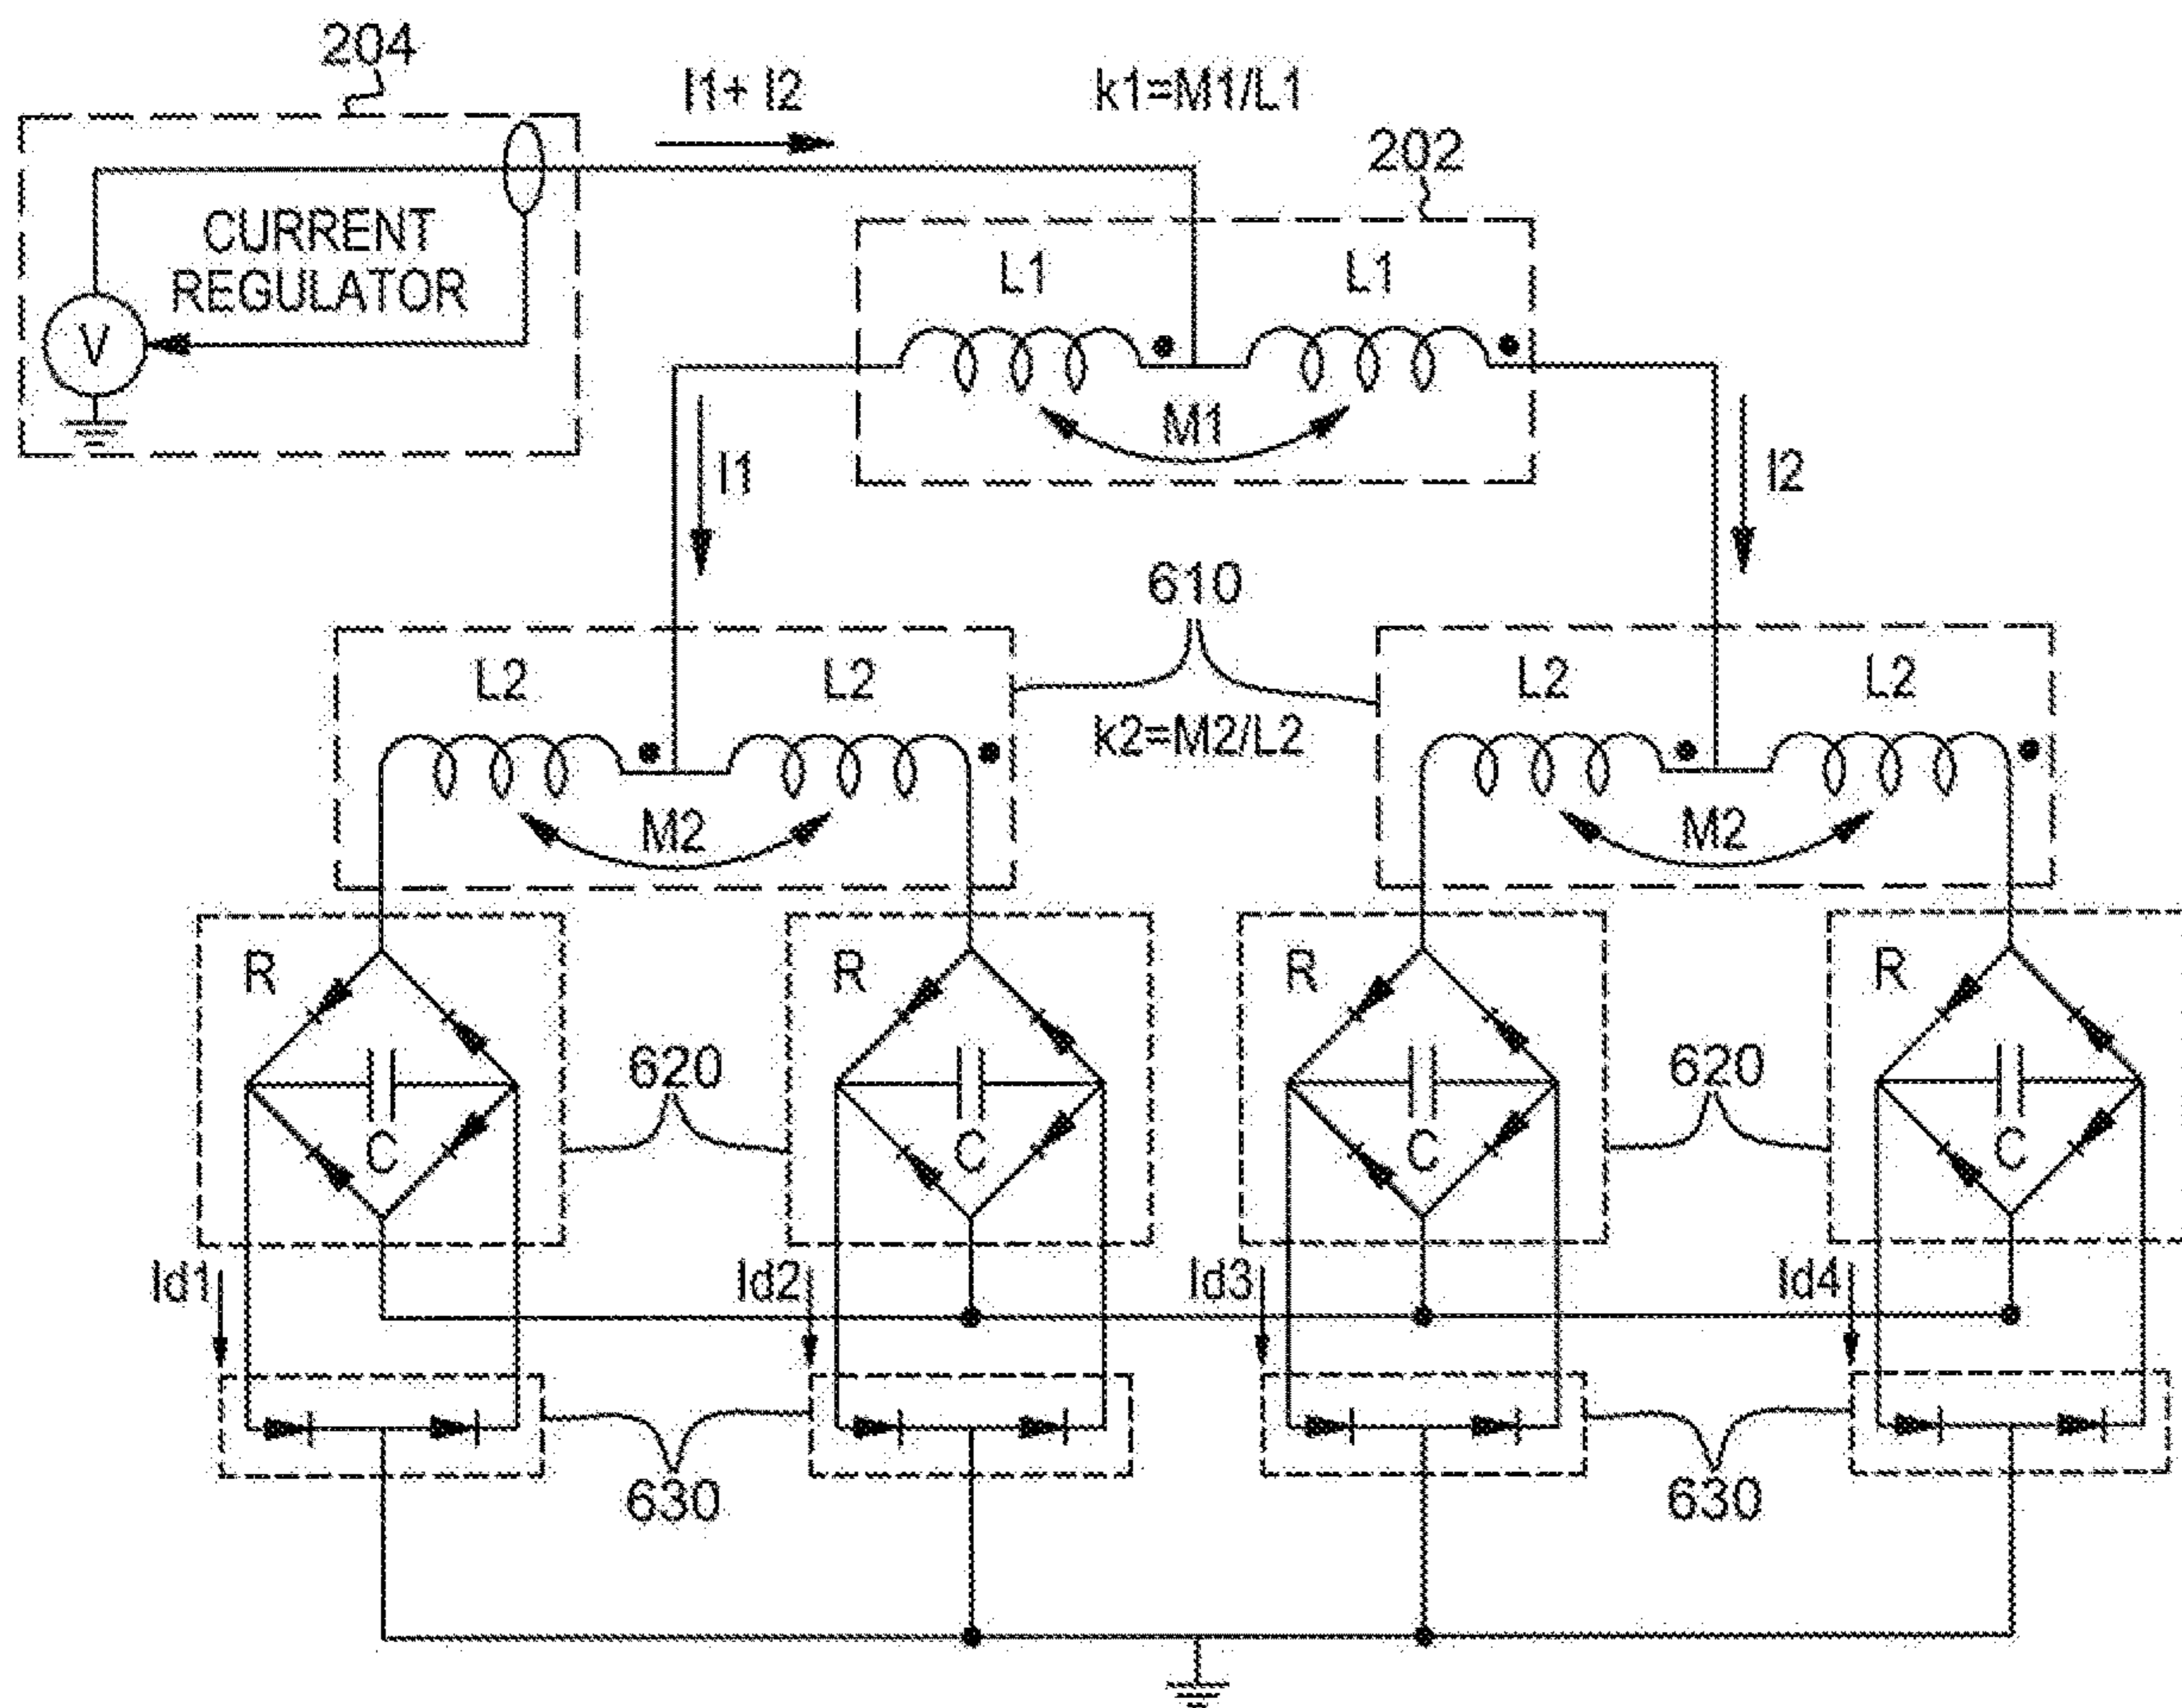 204
I1+ I2
k1=M1/L1
202
CURRENT
REGULATOR
V
L1
L1
M1
I1
I2
610
L2
L2
k2=M2/L2
L2
L2
M2
M2
R
R
R
R
620
620
C
C
C
C
Id1
Id2
Id3
Id4
630
630